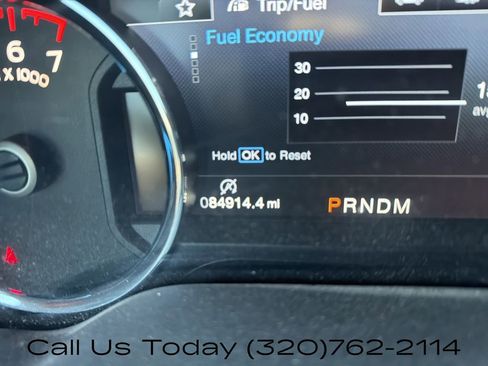 Trip/Fuel
Fuel Economy
30
20
10
Hold OK to Reset
084914.4 mi
PRNDM
6
7
X 1000
Call Us Today (320)762-2114